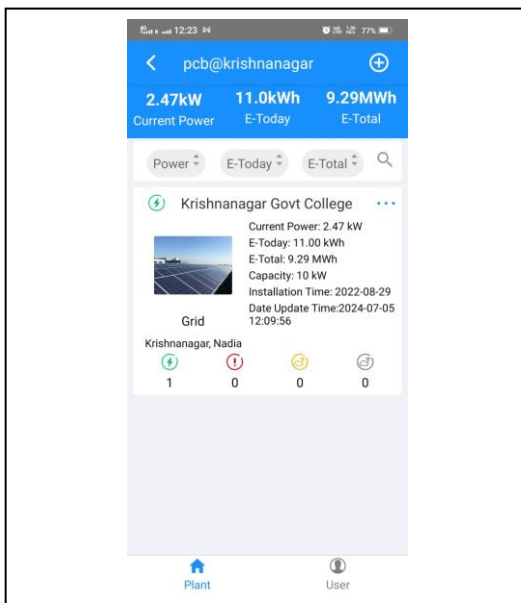 12:23
77%
pcb@krishnanagar
2.47kW 11.0kWh 9.29MWh
Current Power E-Today E-Total
Power E-Today E-Total
Krishnanagar Govt College
Current Power: 2.47 kW
E-Today: 11.00 kWh
E-Total: 9.29 MWh
Capacity: 10 kW
Installation Time: 2022-08-29
Date Update Time:2024-07-05
12:09:56
Grid
Krishnanagar, Nadia
1 0 0 0
Plant User